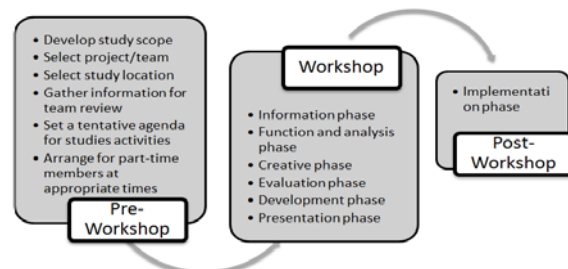 • Develop study scope
• Select project/team
• Select study location
• Gather information for
team review
• Set a tentative agenda
for studies activities
• Arrange for part-time
members at
appropriate times
Pre-
Workshop
Workshop
• Information phase
• Function and analysis
phase
• Creative phase
• Evaluation phase
• Development phase
• Presentation phase
• Implementati
on phase
Post-
Workshop